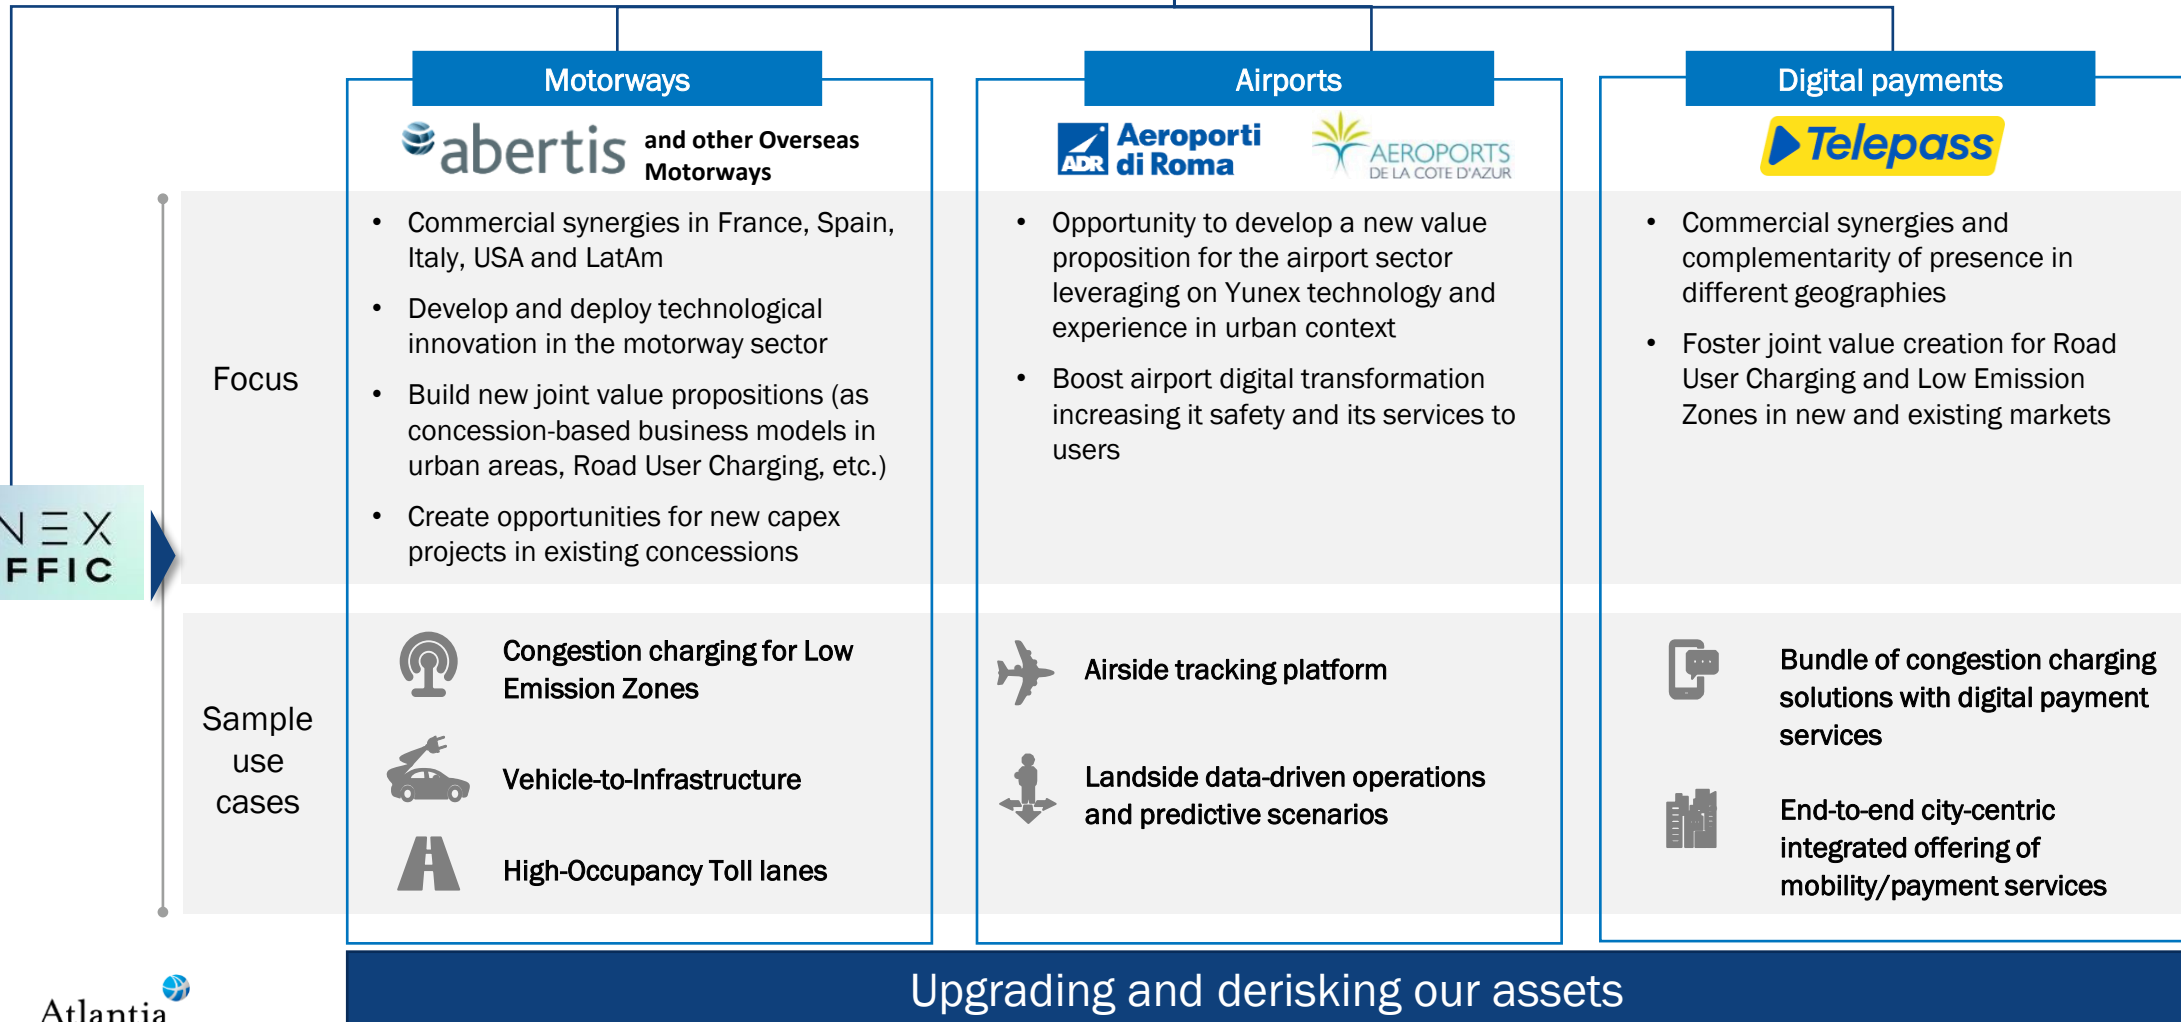 Motorways
abertis
and other Overseas
Motorways
Airports
ADR
Aeroporti
di Roma
AEROPORTS
DE LA COTE D'AZUR
Digital payments
Telepass
Focus
• Commercial synergies in France, Spain,
Italy, USA and LatAm
• Develop and deploy technological
innovation in the motorway sector
• Build new joint value propositions (as
concession-based business models in
urban areas, Road User Charging, etc.)
• Create opportunities for new capex
projects in existing concessions
• Opportunity to develop a new value
proposition for the airport sector
leveraging on Yunex technology and
experience in urban context
• Boost airport digital transformation
increasing it safety and its services to
users
• Commercial synergies and
complementarity of presence in
different geographies
• Foster joint value creation for Road
User Charging and Low Emission
Zones in new and existing markets
NEX
FFIC
Sample
use
cases
Congestion charging for Low
Emission Zones
Vehicle-to-Infrastructure
High-Occupancy Toll lanes
Airside tracking platform
Landside data-driven operations
and predictive scenarios
Bundle of congestion charging
solutions with digital payment
services
End-to-end city-centric
integrated offering of
mobility/payment services
Atlantia
Upgrading and derisking our assets